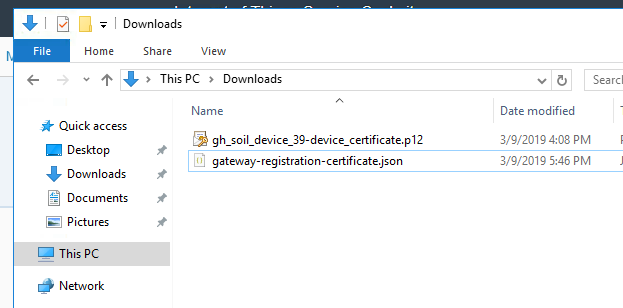 Downloads
File Home Share View
This PC Downloads Search
Name Date modified
Quick access
Desktop
Downloads
Documents
Pictures
This PC
Network
gh_soil_device_39-device_certificate.p12 3/9/2019 4:08 PM
gateway-registration-certificate.json 3/9/2019 5:46 PM